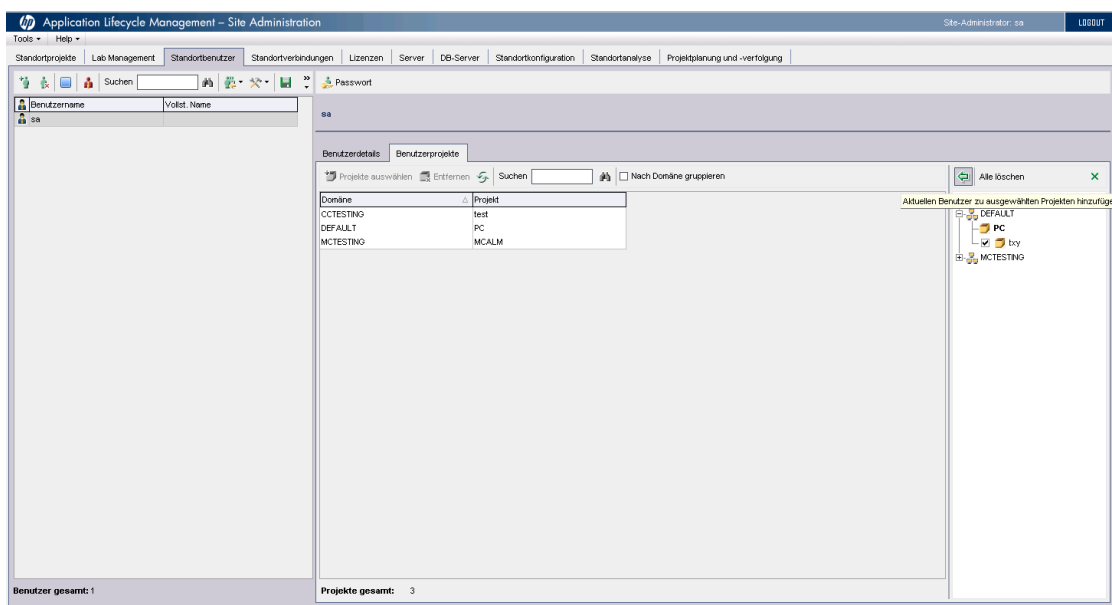 hp Application Lifecycle Management – Site Administration Site-Administrator: sa LOGOUT
Tools Help
Standortprojekte Lab Management Standortbenutzer Standortverbindungen Lizenzen Server DB-Server Standortkonfiguration Standortanalyse Projektplanung und -verfolgung
Suchen
Passwort
Benutzername Vollst. Name
sa
sa
Benutzerdetails Benutzerprojekte
Projekte auswählen Entfernen Suchen Nach Domäne gruppieren
Alle löschen
Domäne Projekt
CCTESTING test
DEFAULT PC
MCTESTING MCALM
Aktuellen Benutzer zu ausgewählten Projekten hinzufüge
DEFAULT
PC
txy
MCTESTING
Benutzer gesamt: 1
Projekte gesamt: 3